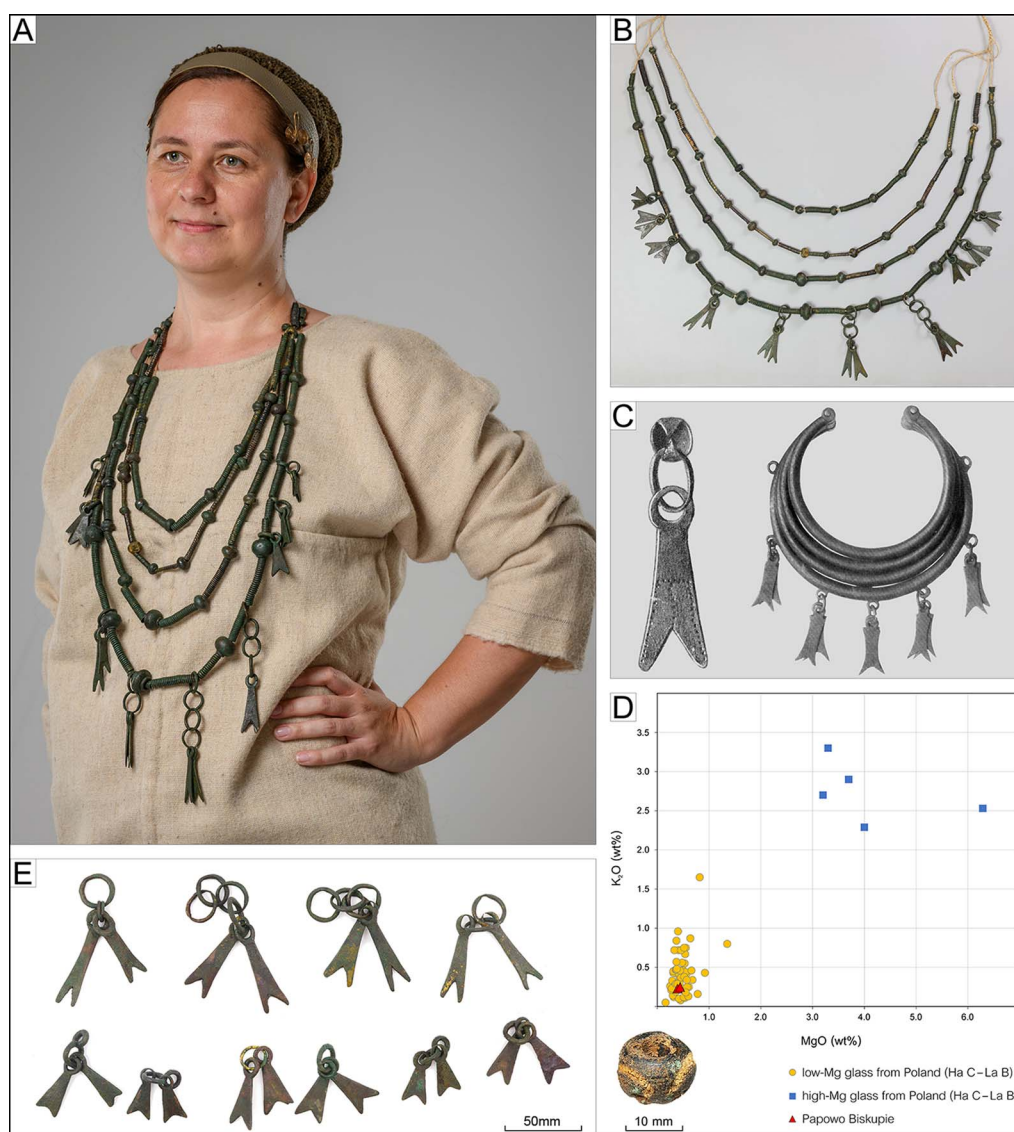 A
B
C
D
3.5
3.0
2.5
2.0
1.5
1.0
0.5
K₂O (wt%)
1.0 2.0 3.0 4.0 5.0 6.0
MgO (wt%)
low-Mg glass from Poland (Ha C–La B)
high-Mg glass from Poland (Ha C–La B)
Papowo Biskupie
10 mm
E
50mm